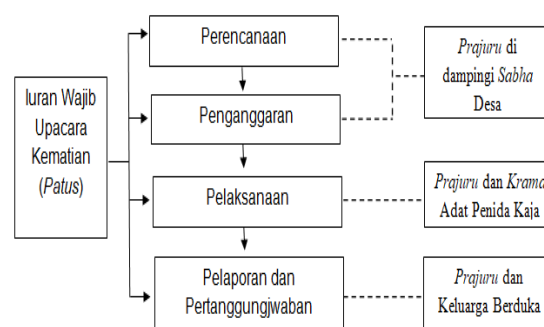 Iuran Wajib
Upacara
Kematian
(Patus)
Perencanaan
Penganggaran
Pelaksanaan
Pelaporan dan
Pertanggungjwaban
Prajuru di
dampingi Sabha
Desa
Prajuru dan Krama
Adat Penida Kaja
Prajuru dan
Keluarga Berduka